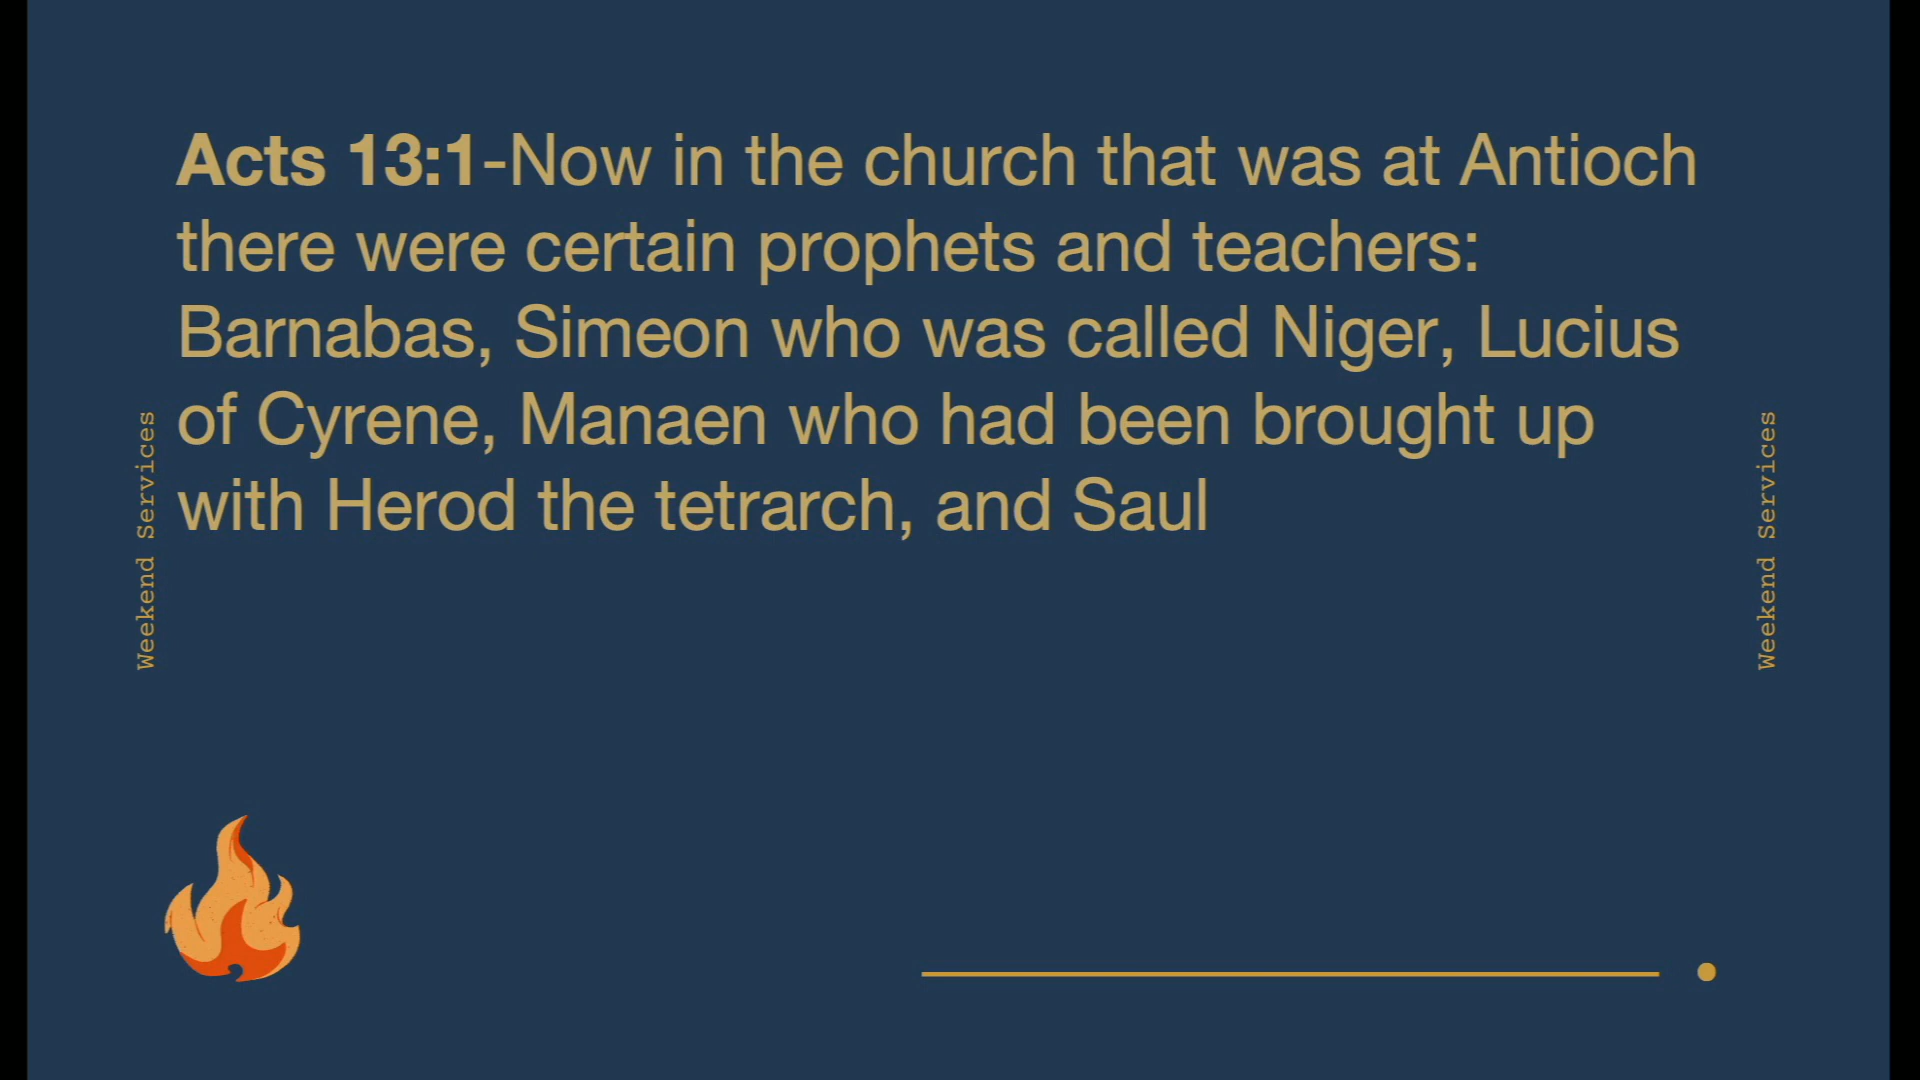 Acts 13:1-Now in the church that was at Antioch
there were certain prophets and teachers:
Barnabas, Simeon who was called Niger, Lucius
of Cyrene, Manaen who had been brought up
with Herod the tetrarch, and Saul
Weekend Services
Weekend Services